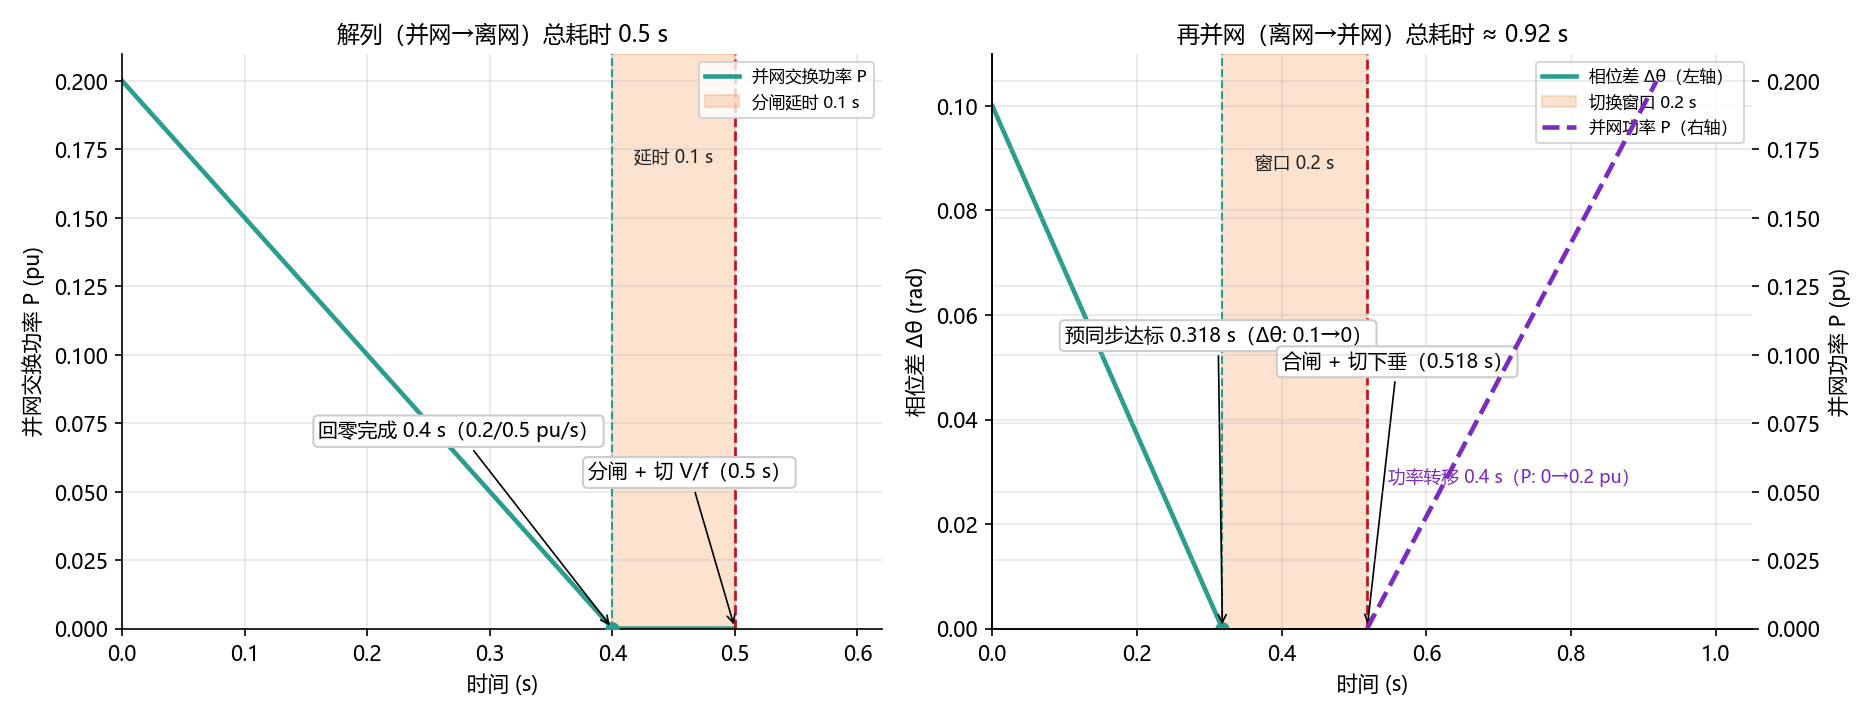 解列（并网→离网）总耗时 0.5 s
并网交换功率 P
分闸延时 0.1 s
延时 0.1 s
回零完成 0.4 s（0.2/0.5 pu/s）
分闸 + 切 V/f（0.5 s）
并网交换功率 P (pu)
0.200
0.175
0.150
0.125
0.100
0.075
0.050
0.025
0.000
0.0 0.1 0.2 0.3 0.4 0.5 0.6
时间 (s)
再并网（离网→并网）总耗时 ≈ 0.92 s
相位差 Δθ（左轴）
切换窗口 0.2 s
并网功率 P（右轴）
窗口 0.2 s
预同步达标 0.318 s（Δθ: 0.1→0）
合闸 + 切下垂（0.518 s）
功率转移 0.4 s（P: 0→0.2 pu）
相位差 Δθ (rad)
0.10
0.08
0.06
0.04
0.02
0.00
0.0 0.2 0.4 0.6 0.8 1.0
时间 (s)
0.200
0.175
0.150
0.125
0.100
0.075
0.050
0.025
0.000
并网功率 P (pu)